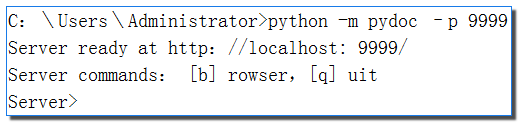 C: \Users\Administrator>python -m pydoc –p 9999
Server ready at http: //localhost: 9999/
Server commands: [b] rowser, [q] uit
Server>